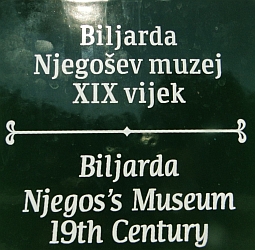 Biljarda
Njegošev muzej
XIX vijek
Biljarda
Njegos's Museum
19th Century